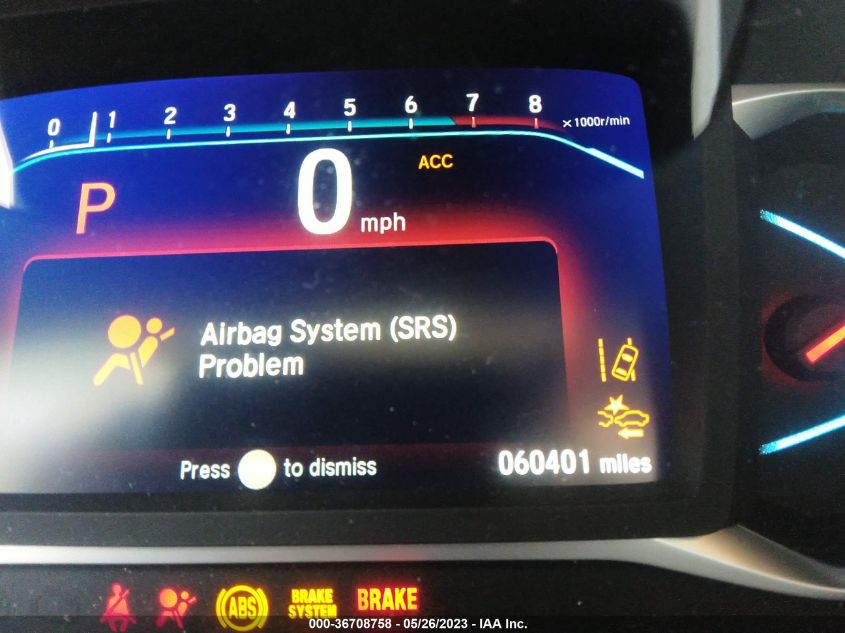 0 1 2 3 4 5 6 7 8 ×1000r/min
P 0 mph ACC
Airbag System (SRS)
Problem
Press to dismiss
060401 miles
ABS BRAKE SYSTEM BRAKE
000-36708758 - 05/26/2023 - IAA Inc.